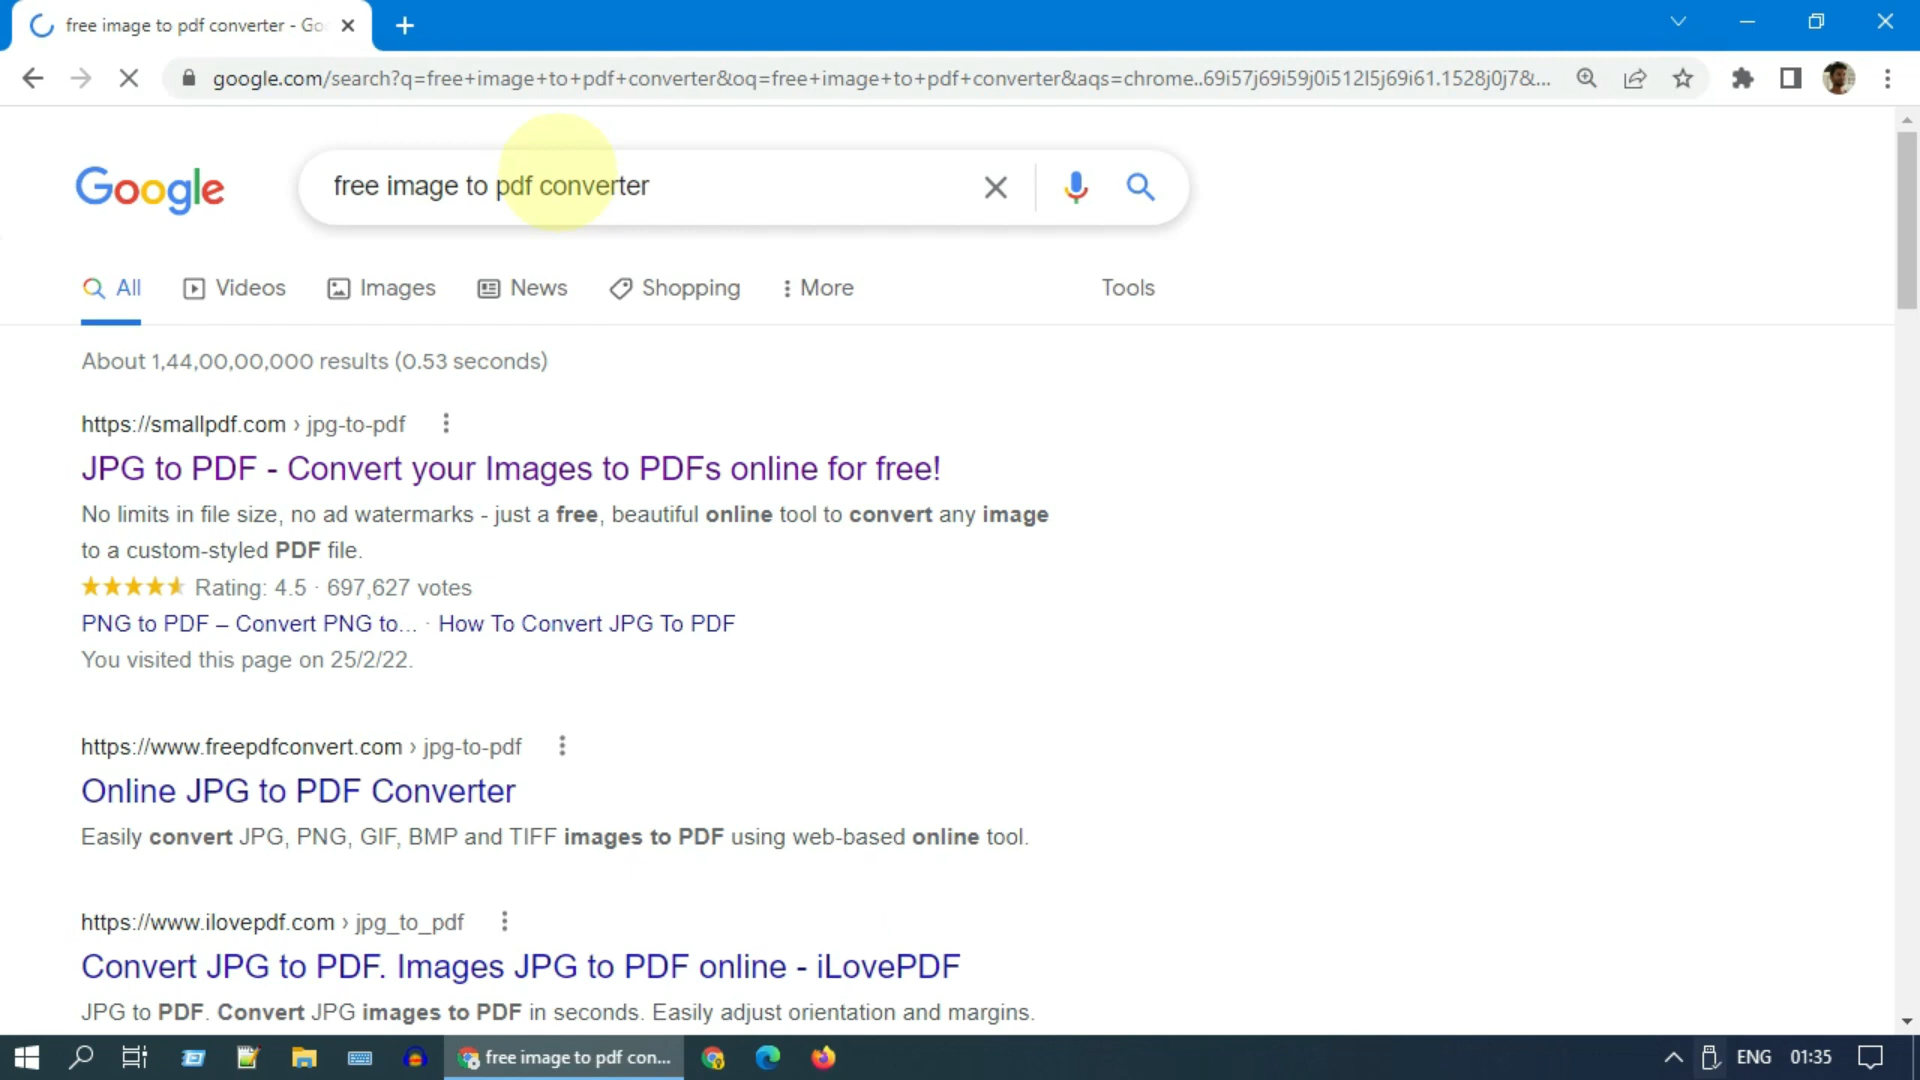 free image to pdf converter - Go
google.com/search?q=free+image+to+pdf+converter&oq=free+image+to+pdf+converter&aqs=chrome..69i57j69i59j0i512l5j69i61.1528j0j7&...
Google
free image to pdf converter
All Videos Images News Shopping More Tools
About 1,44,00,00,000 results (0.53 seconds)
https://smallpdf.com › jpg-to-pdf
JPG to PDF - Convert your Images to PDFs online for free!
No limits in file size, no ad watermarks - just a free, beautiful online tool to convert any image
to a custom-styled PDF file.
Rating: 4.5 · 697,627 votes
PNG to PDF – Convert PNG to... · How To Convert JPG To PDF
You visited this page on 25/2/22.
https://www.freepdfconvert.com › jpg-to-pdf
Online JPG to PDF Converter
Easily convert JPG, PNG, GIF, BMP and TIFF images to PDF using web-based online tool.
https://www.ilovepdf.com › jpg_to_pdf
Convert JPG to PDF. Images JPG to PDF online - iLovePDF
JPG to PDF. Convert JPG images to PDF in seconds. Easily adjust orientation and margins.
free image to pdf con... ENG 01:35